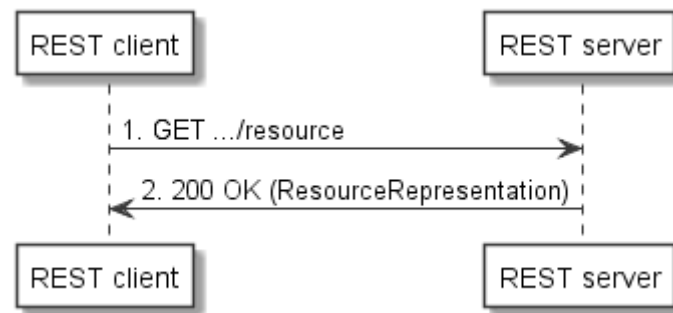 REST client
REST server
1. GET .../resource
2. 200 OK (ResourceRepresentation)
REST client
REST server